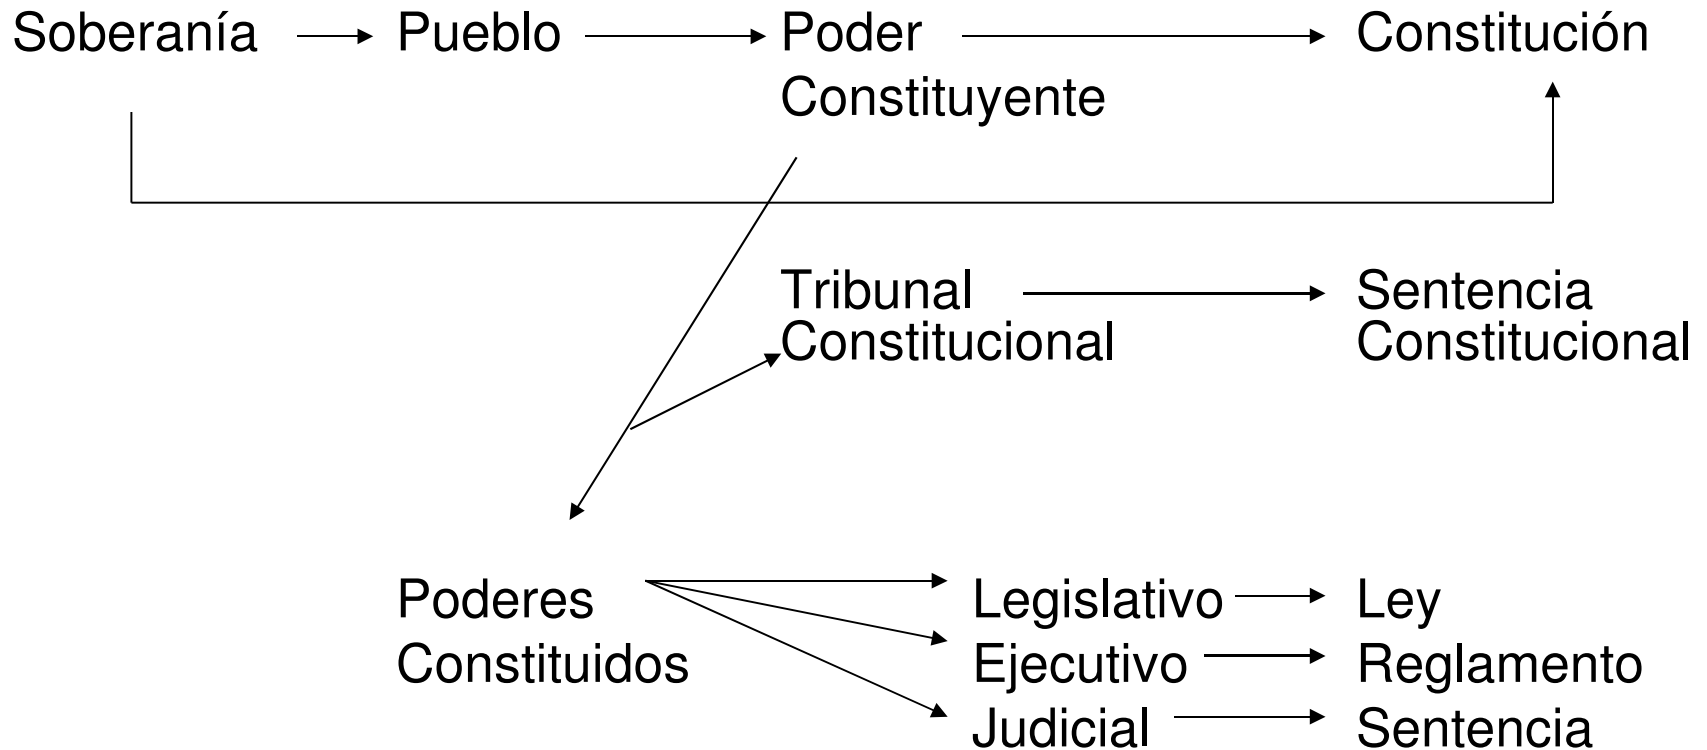 Soberanía Pueblo Poder Constitución
Constituyente
Tribunal Sentencia
Constitucional Constitucional
Poderes Legislativo Ley
Constituidos Ejecutivo Reglamento
Judicial Sentencia